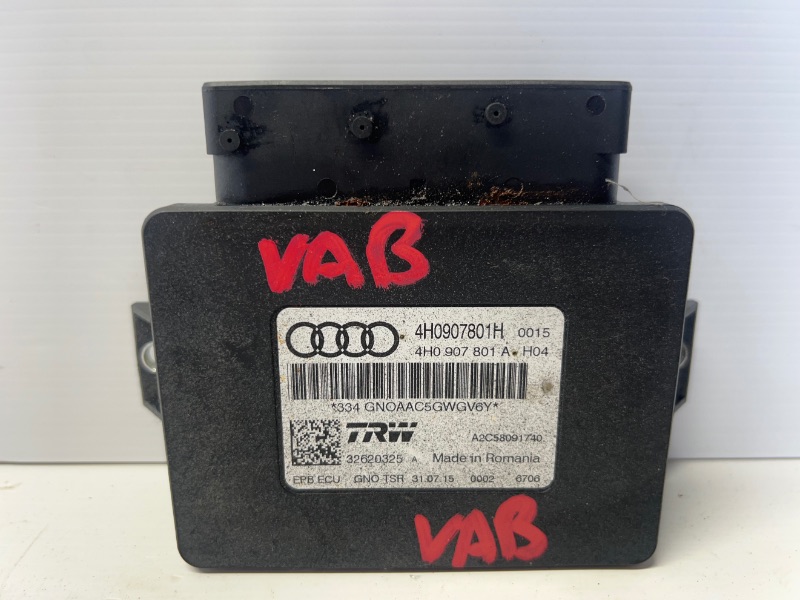 VAB
4H0907801H 0015
4H0 907 801 A H04
*334 GNOAAC5GWGV6Y*
TRW A2C58091740
32620325 A Made in Romania
EPB ECU GNO TSR 31.07.15 0002 6706
VAB